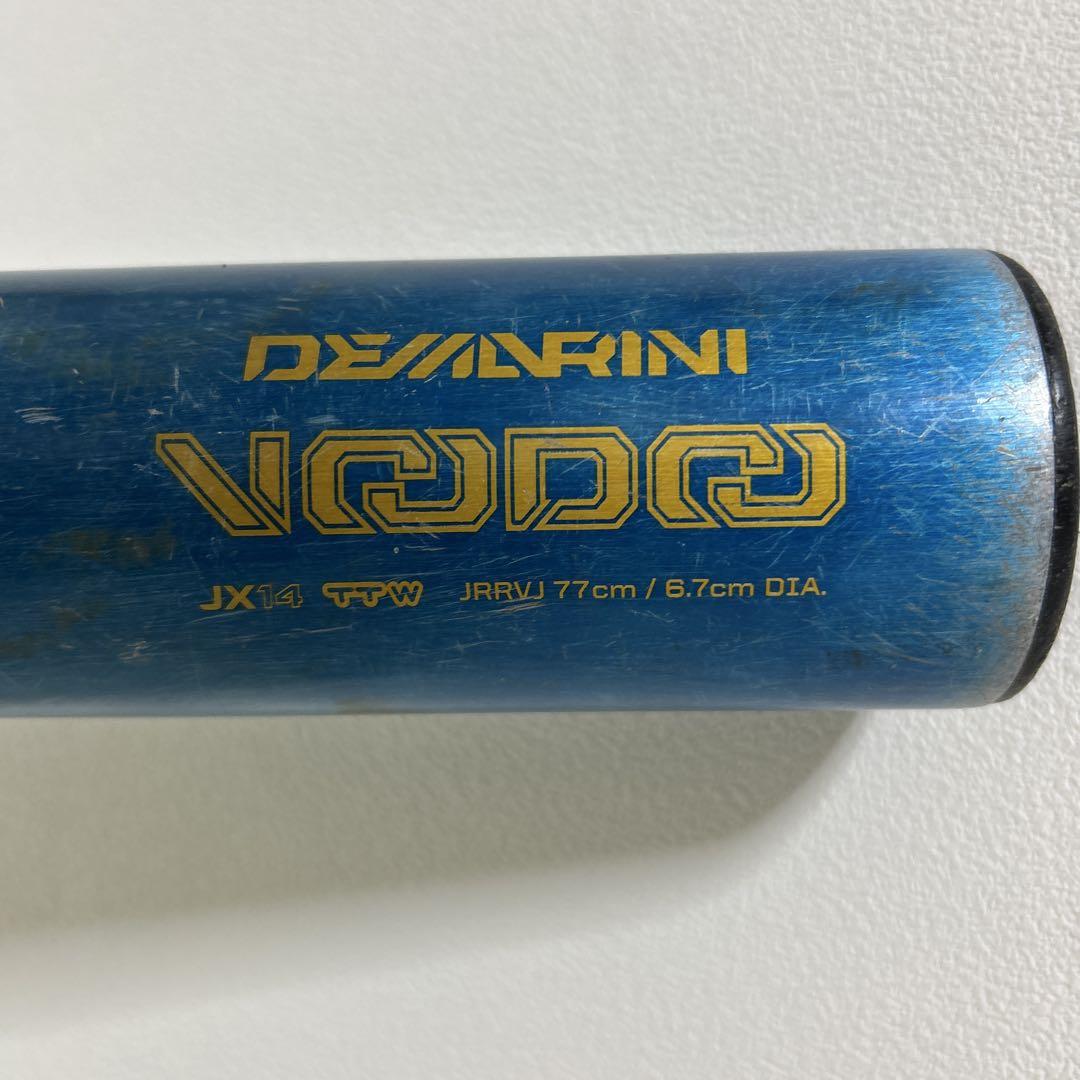 DEMARINI
VOODOO
JX14 TTW JRRVJ 77cm / 6.7cm DIA.